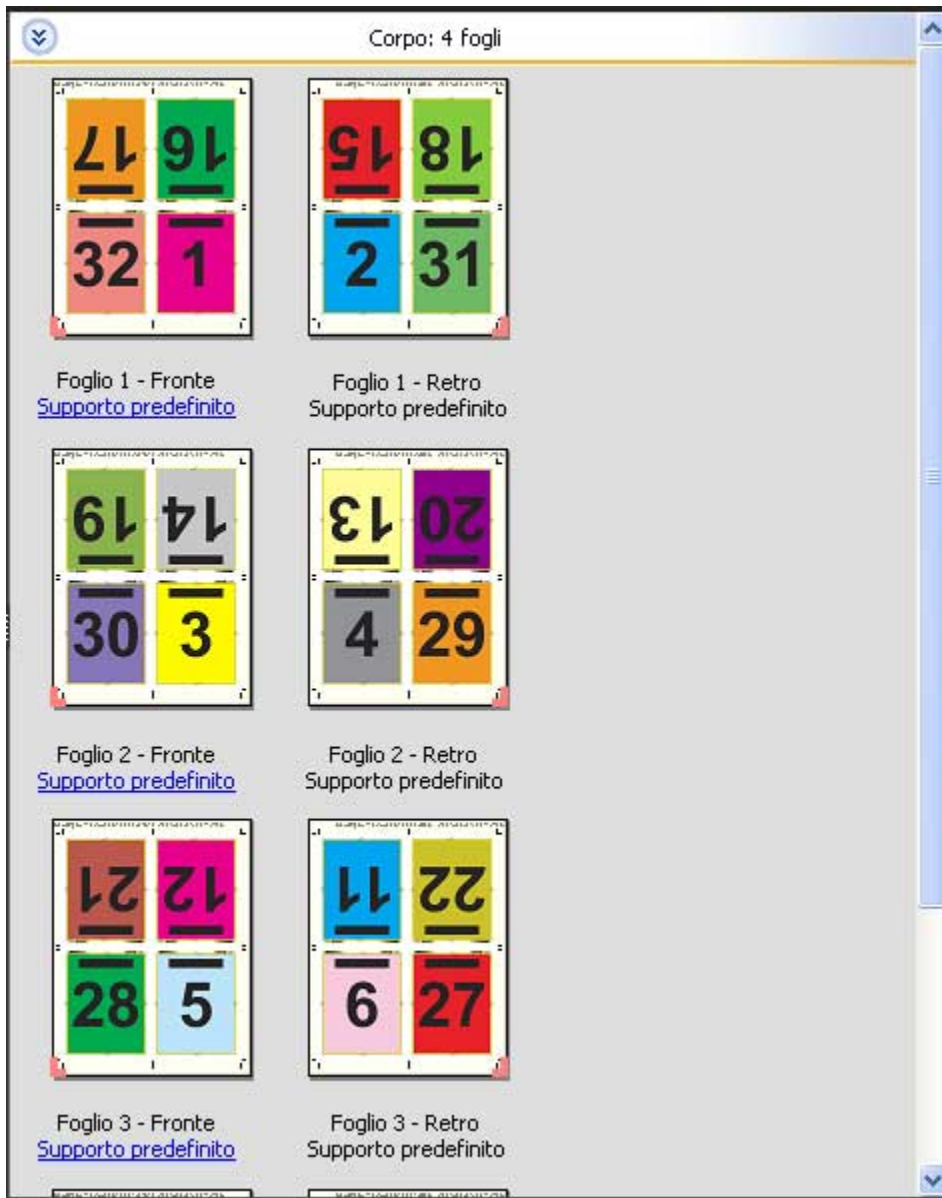 Corpo: 4 fogli
17 16
32 1
15 18
2 31
Foglio 1 - Fronte
Supporto predefinito
Foglio 1 - Retro
Supporto predefinito
19 14
30 3
13 20
4 29
Foglio 2 - Fronte
Supporto predefinito
Foglio 2 - Retro
Supporto predefinito
21 12
28 5
11 22
6 27
Foglio 3 - Fronte
Supporto predefinito
Foglio 3 - Retro
Supporto predefinito